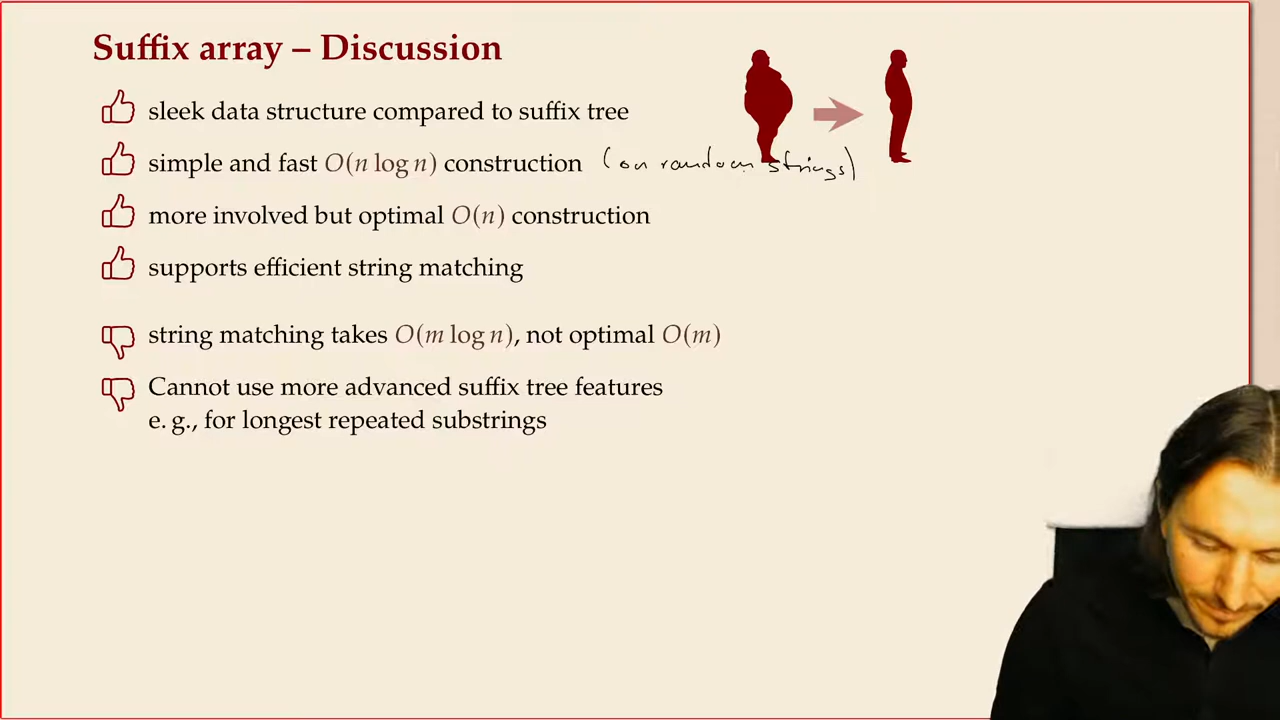 Suffix array – Discussion
sleek data structure compared to suffix tree
simple and fast O(n log n) construction (on random strings)
more involved but optimal O(n) construction
supports efficient string matching
string matching takes O(m log n), not optimal O(m)
Cannot use more advanced suffix tree features
e. g., for longest repeated substrings